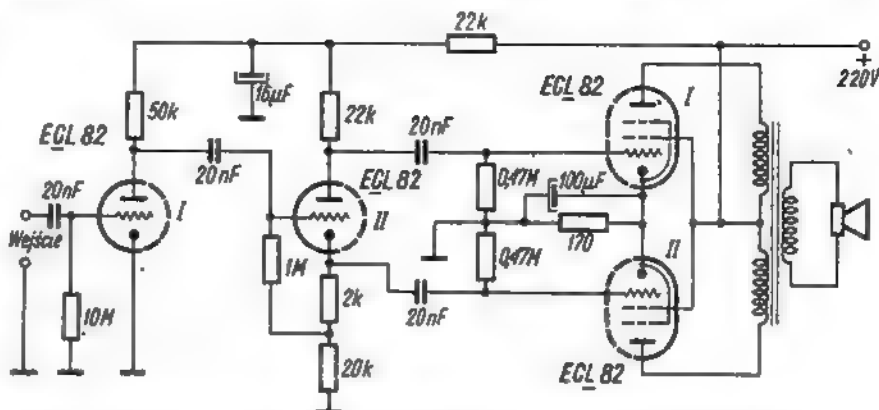 22k
+
220V
50k
16µF
22k
ECL 82
I
ECL 82
20nF
20nF
ECL 82
20nF
I
Wejście
10M
II
1M
2k
20k
20nF
0,47M
0,47M
100µF
170
II
ECL 82